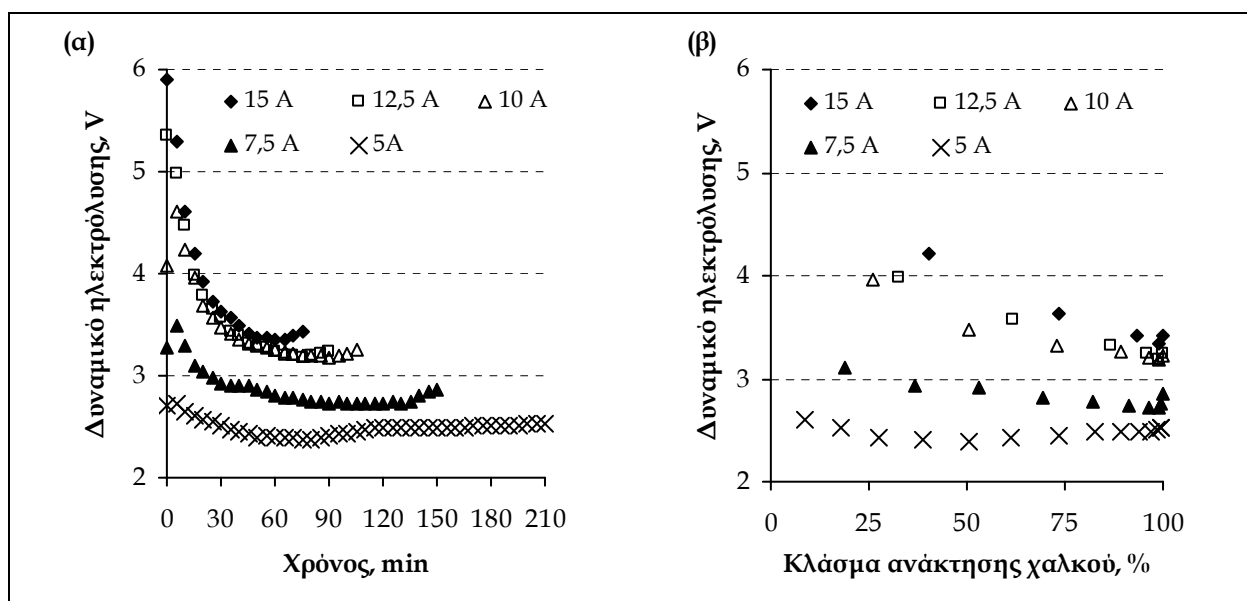 (α)
6
5
4
3
2
Δυναμικό ηλεκτρόλυσης, V
15 A
12,5 A
10 A
7,5 A
5A
0 30 60 90 120 150 180 210
Χρόνος, min
(β)
6
5
4
3
2
Δυναμικό ηλεκτρόλυσης, V
15 A
12,5 A
10 A
7,5 A
5 A
0 25 50 75 100
Κλάσμα ανάκτησης χαλκού, %